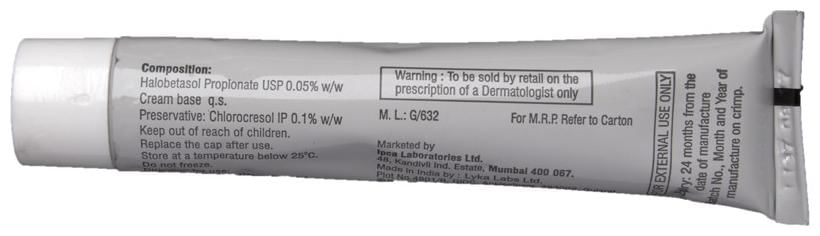 Composition:
Halobetasol Propionate USP 0.05% w/w
Cream base q.s.
Preservative: Chlorocresol IP 0.1% w/w
Keep out of reach of children.
Replace the cap after use.
Store at a temperature below 25°C.
Do not freeze.
Warning : To be sold by retail on the
prescription of a Dermatologist only
M. L.: G/632
For M.R.P. Refer to Carton
Marketed by
Ipca Laboratories Ltd.
48, Kandivli Ind. Estate, Mumbai 400 067.
Made in India by : Lyka Labs Ltd.
Plot No.
FOR EXTERNAL USE ONLY
24 months from the
date of manufacture
No., Month and Year of
manufacture on crimp.